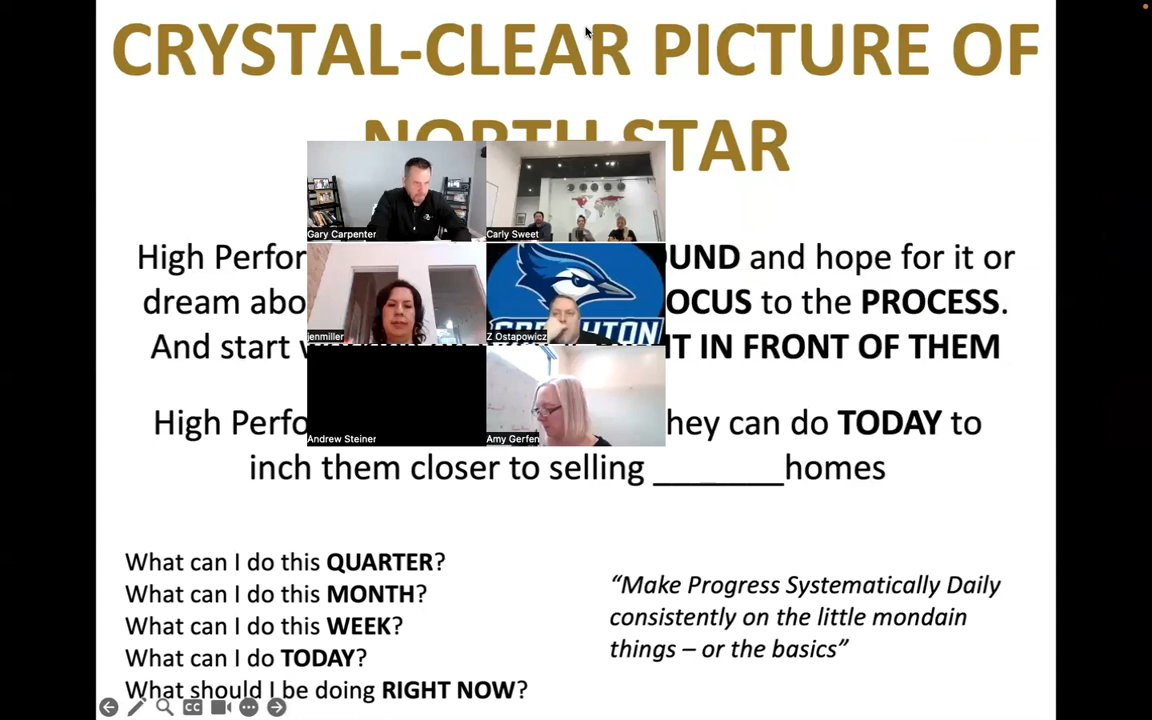 CRYSTAL-CLEAR PICTURE OF
NORTH STAR
High Perfor
OUND and hope for it or
dream abo
OCUS to the PROCESS.
And start
IT IN FRONT OF THEM
High Perfo
hey can do TODAY to
inch them closer to selling _______homes
Gary Carpenter
Carly Sweet
jenmiller
Z Ostapowicz
Andrew Steiner
Amy Gerfen
What can I do this QUARTER?
What can I do this MONTH?
What can I do this WEEK?
What can I do TODAY?
What should I be doing RIGHT NOW?
“Make Progress Systematically Daily
consistently on the little mondain
things – or the basics”
CC